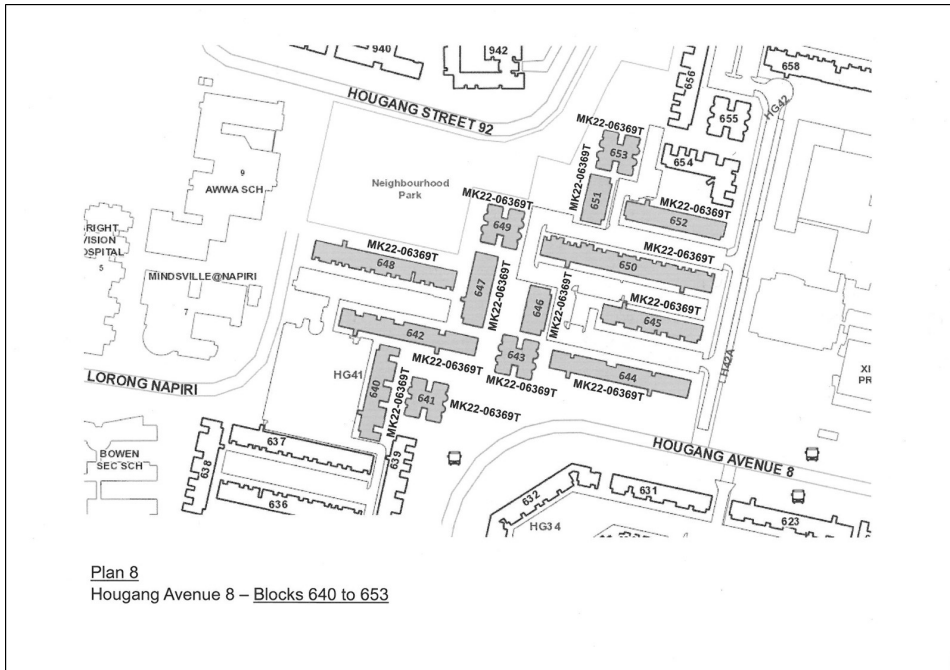 940
942
658
656
HOUGANG STREET 92
HG42
655
MK22-06369T
653
654
9
AWWA SCH
Neighbourhood
Park
MK22-06369T
651
MK22-06369T
652
MK22-06369T
649
RIGHT
VISION
OSPITAL
5
MK22-06369T
648
MK22-06369T
650
MINDSVILLE@NAPIRI
7
647
MK22-06369T
646
MK22-06369T
MK22-06369T
645
642
MK22-06369T
643
MK22-06369T
H42A
644
MK22-06369T
XI
PR
LORONG NAPIRI
HG41
640
MK22-06369T
641
MK22-06369T
BOWEN
SEC SCH
638
637
639
636
HOUGANG AVENUE 8
632
631
623
HG34
Plan 8
Hougang Avenue 8 – Blocks 640 to 653